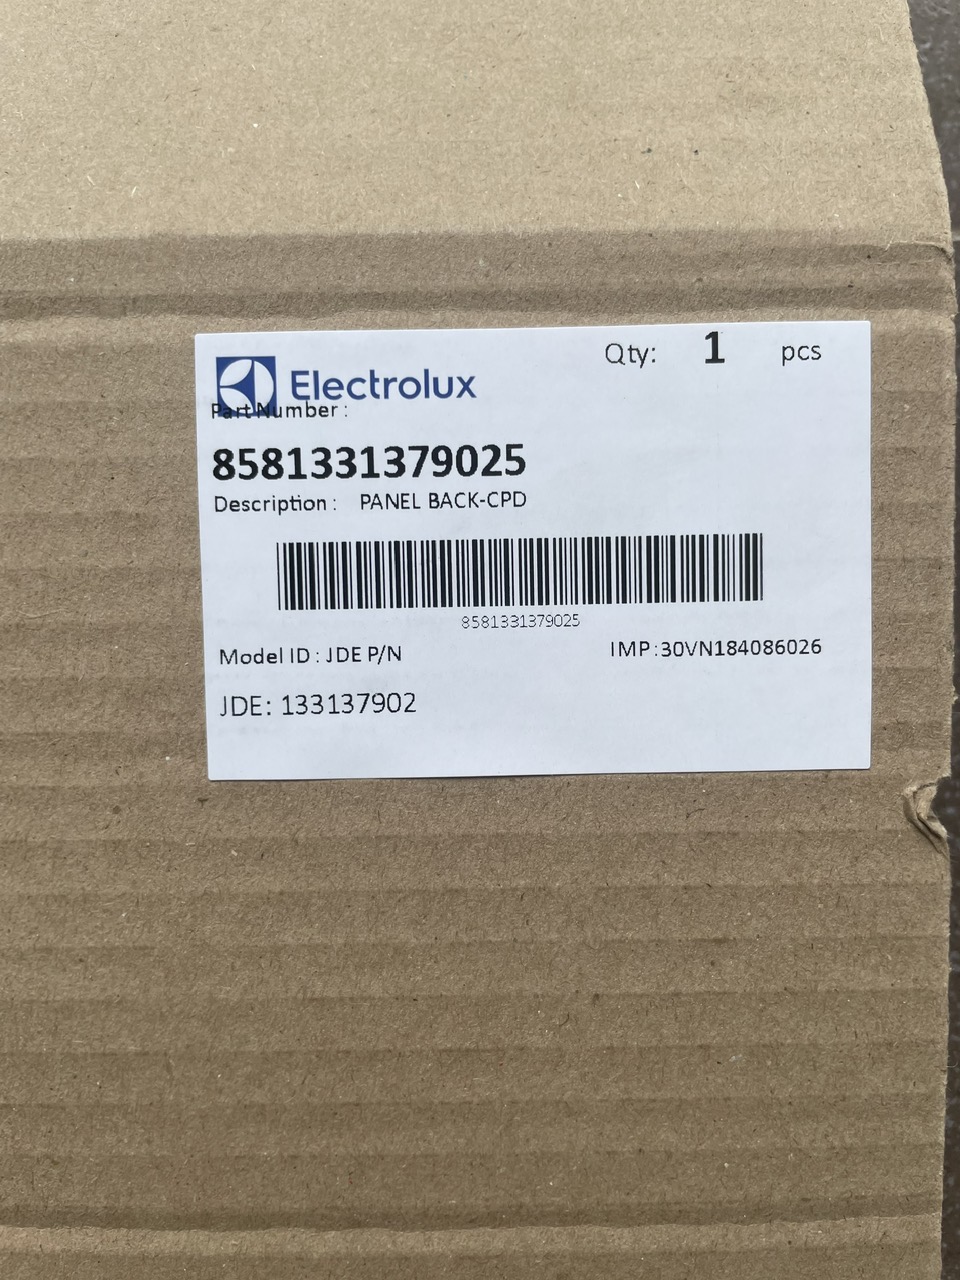 Electrolux
Qty: 1 pcs
Part Number :
8581331379025
Description : PANEL BACK-CPD
8581331379025
Model ID : JDE P/N
IMP:30VN184086026
JDE: 133137902